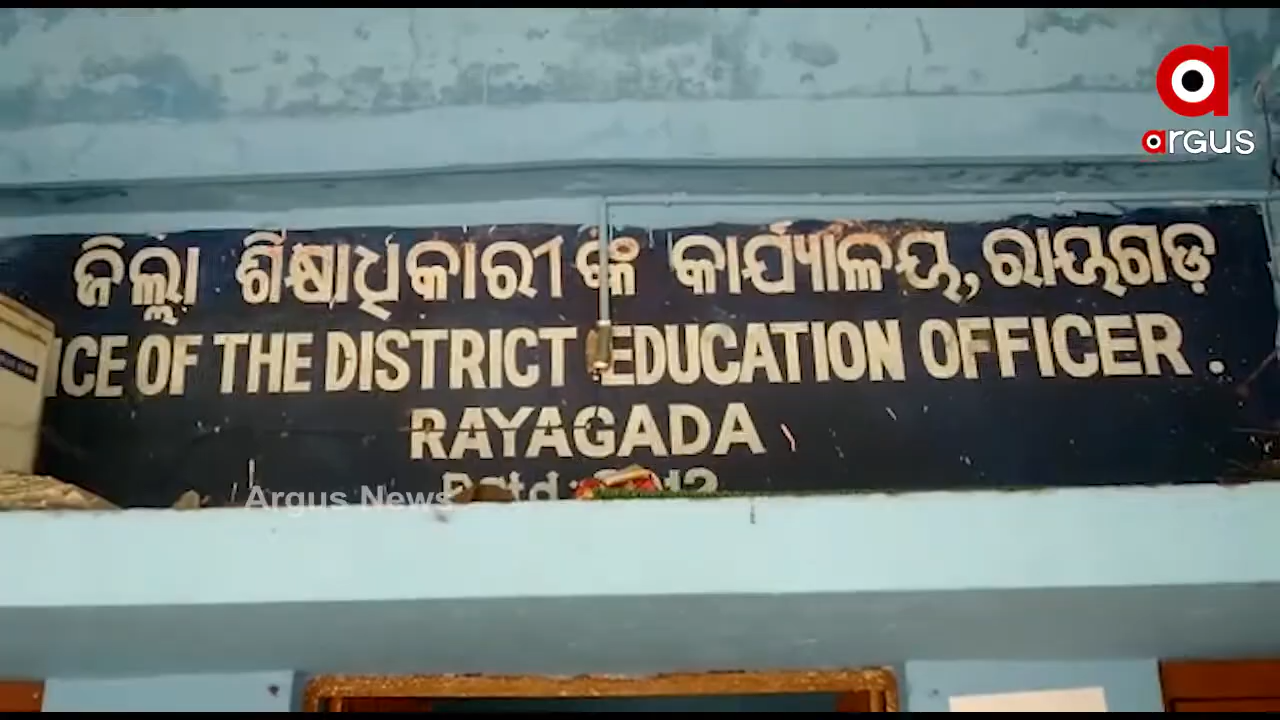 argus
ଜିଲ୍ଲା ଶିକ୍ଷାଧିକାରୀଙ୍କ କାର୍ଯ୍ୟାଳୟ, ରାୟଗଡ଼
ICE OF THE DISTRICT EDUCATION OFFICER .
RAYAGADA
Argus News